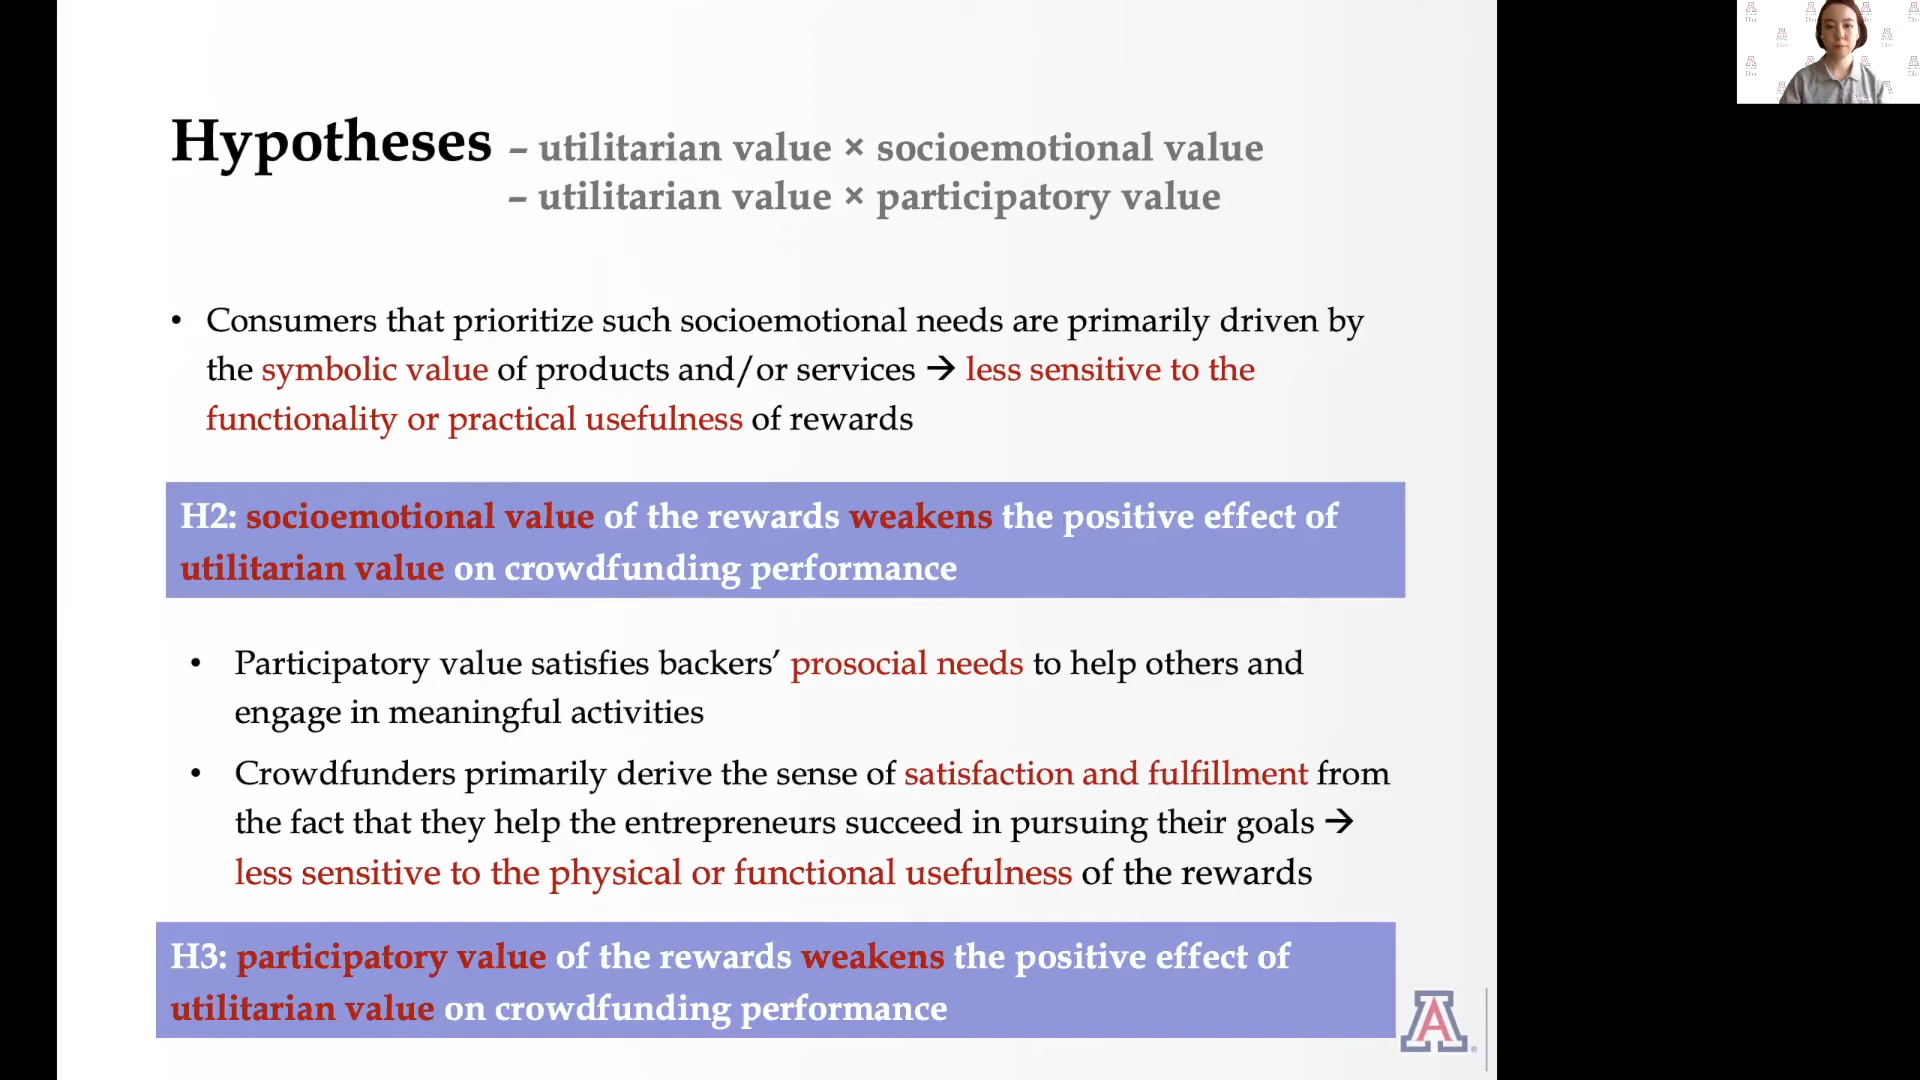 Hypotheses – utilitarian value × socioemotional value
– utilitarian value × participatory value
• Consumers that prioritize such socioemotional needs are primarily driven by
the symbolic value of products and/or services → less sensitive to the
functionality or practical usefulness of rewards
H2: socioemotional value of the rewards weakens the positive effect of
utilitarian value on crowdfunding performance
• Participatory value satisfies backers’ prosocial needs to help others and
engage in meaningful activities
• Crowdfunders primarily derive the sense of satisfaction and fulfillment from
the fact that they help the entrepreneurs succeed in pursuing their goals →
less sensitive to the physical or functional usefulness of the rewards
H3: participatory value of the rewards weakens the positive effect of
utilitarian value on crowdfunding performance
A